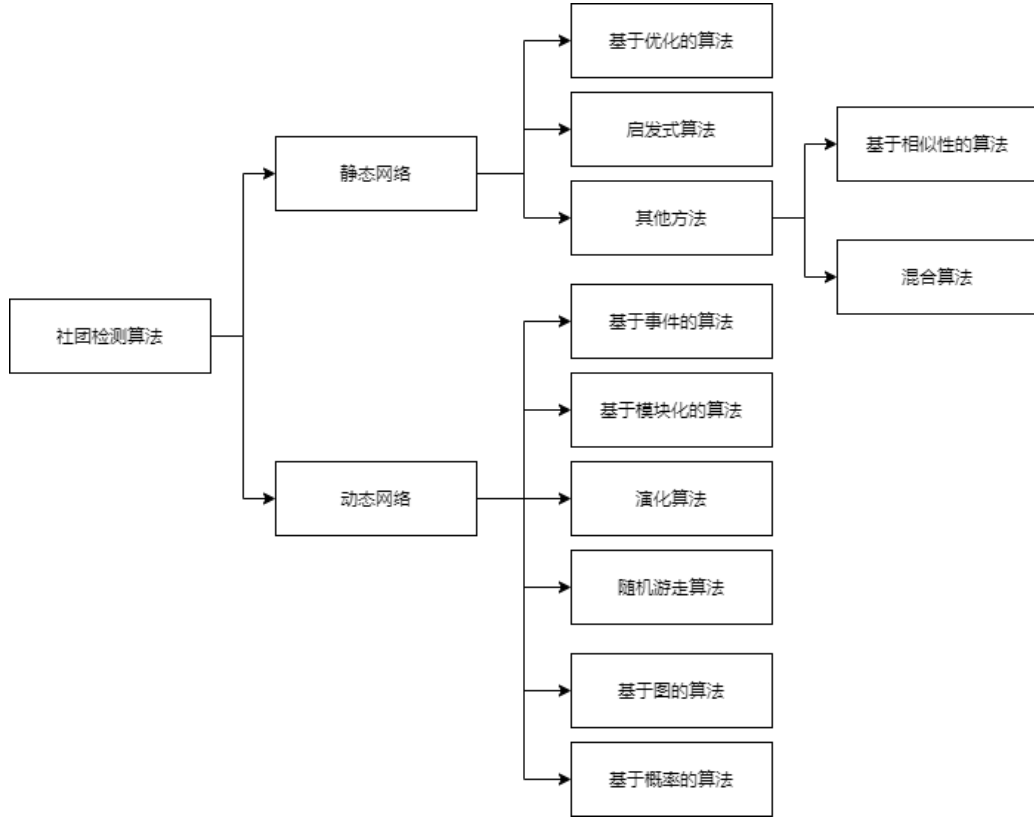 社团检测算法
静态网络
基于优化的算法
启发式算法
其他方法
基于相似性的算法
混合算法
动态网络
基于事件的算法
基于模块化的算法
演化算法
随机游走算法
基于图的算法
基于概率的算法